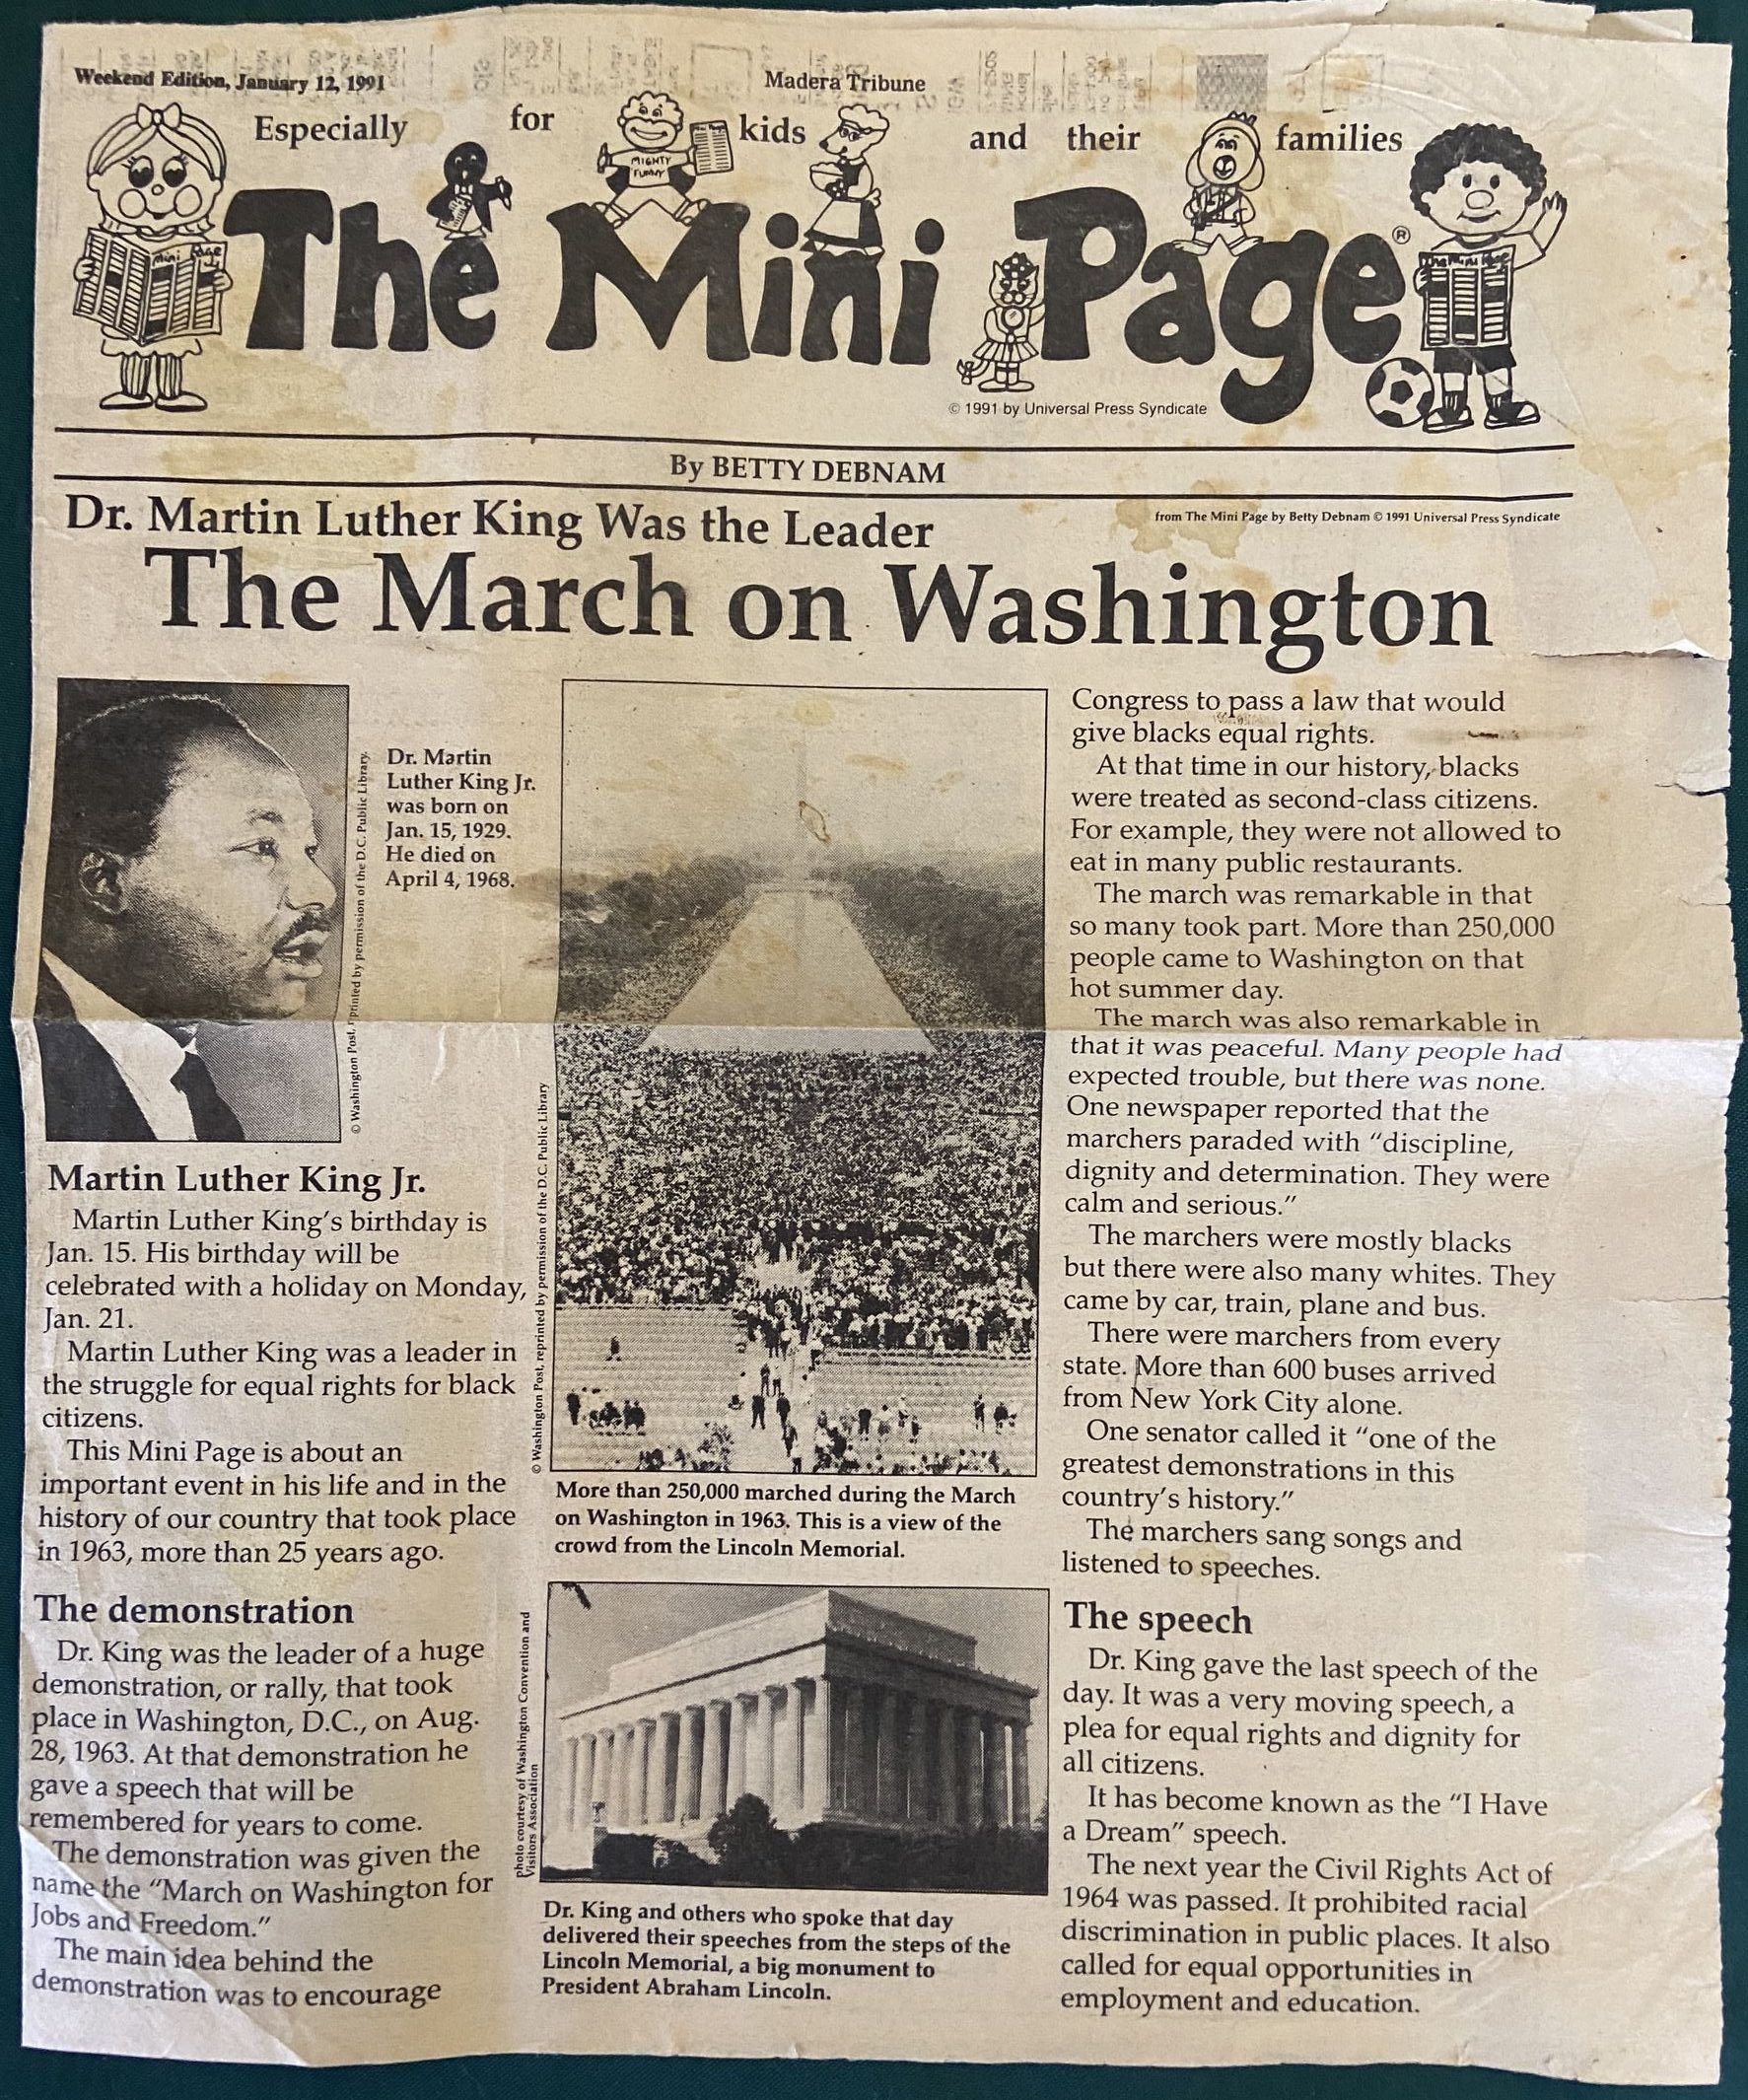 Weekend Edition, January 12, 1991
Madera Tribune
Especially for kids and their families
MIGHTY
FUNNY
The Mini Page®
Mini Page
The Mini Page
© 1991 by Universal Press Syndicate
By BETTY DEBNAM
Dr. Martin Luther King Was the Leader
from The Mini Page by Betty Debnam © 1991 Universal Press Syndicate
The March on Washington
© Washington Post, reprinted by permission of the D.C. Public Library.
Dr. Martin
Luther King Jr.
was born on
Jan. 15, 1929.
He died on
April 4, 1968.
Martin Luther King Jr.
Martin Luther King's birthday is
Jan. 15. His birthday will be
celebrated with a holiday on Monday,
Jan. 21.
Martin Luther King was a leader in
the struggle for equal rights for black
citizens.
This Mini Page is about an
important event in his life and in the
history of our country that took place
in 1963, more than 25 years ago.
The demonstration
Dr. King was the leader of a huge
demonstration, or rally, that took
place in Washington, D.C., on Aug.
28, 1963. At that demonstration he
gave a speech that will be
remembered for years to come.
The demonstration was given the
name the “March on Washington for
Jobs and Freedom.”
The main idea behind the
demonstration was to encourage
© Washington Post, reprinted by permission of the D.C. Public Library
More than 250,000 marched during the March
on Washington in 1963. This is a view of the
crowd from the Lincoln Memorial.
photo courtesy of Washington Convention and
Visitors Association
Dr. King and others who spoke that day
delivered their speeches from the steps of the
Lincoln Memorial, a big monument to
President Abraham Lincoln.
Congress to pass a law that would
give blacks equal rights.
At that time in our history, blacks
were treated as second-class citizens.
For example, they were not allowed to
eat in many public restaurants.
The march was remarkable in that
so many took part. More than 250,000
people came to Washington on that
hot summer day.
The march was also remarkable in
that it was peaceful. Many people had
expected trouble, but there was none.
One newspaper reported that the
marchers paraded with “discipline,
dignity and determination. They were
calm and serious.”
The marchers were mostly blacks
but there were also many whites. They
came by car, train, plane and bus.
There were marchers from every
state. More than 600 buses arrived
from New York City alone.
One senator called it “one of the
greatest demonstrations in this
country's history.”
The marchers sang songs and
listened to speeches.
The speech
Dr. King gave the last speech of the
day. It was a very moving speech, a
plea for equal rights and dignity for
all citizens.
It has become known as the “I Have
a Dream” speech.
The next year the Civil Rights Act of
1964 was passed. It prohibited racial
discrimination in public places. It also
called for equal opportunities in
employment and education.